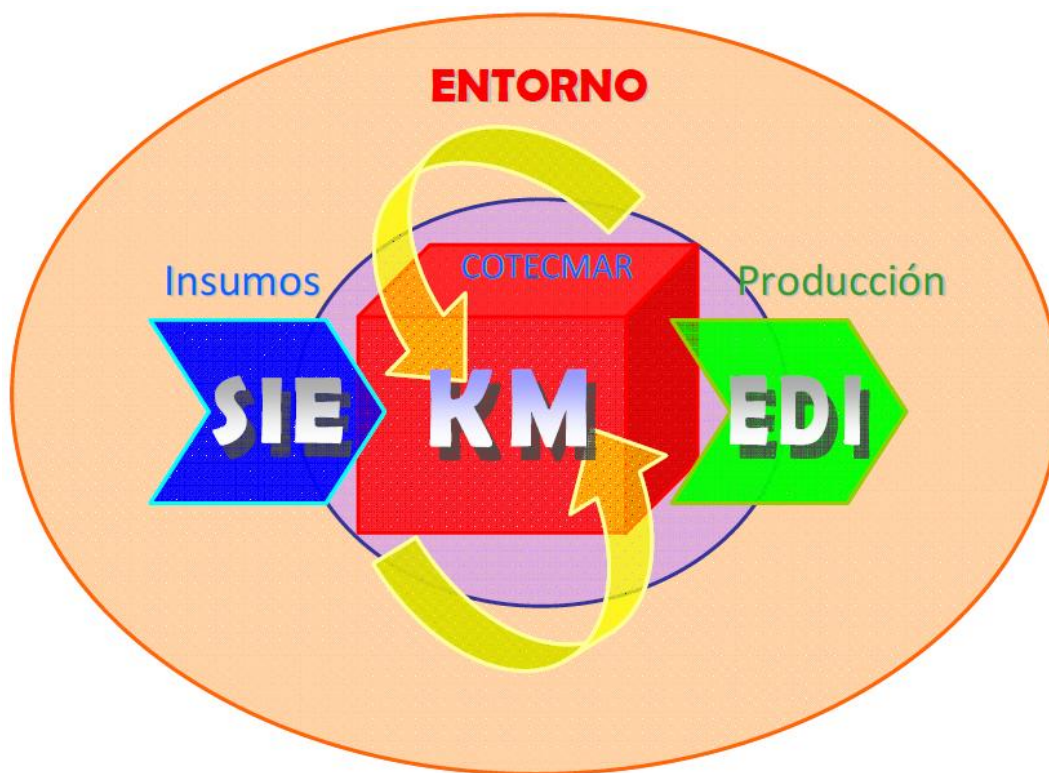 ENTORNO
COTECMAR
Insumos
Producción
SIE
KM
EDI